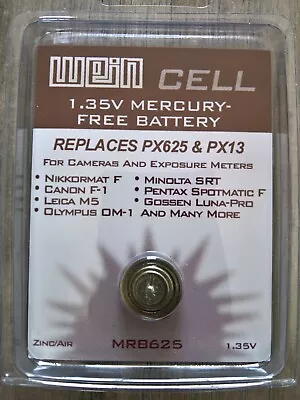 Wein CELL
1.35V MERCURY-
FREE BATTERY
REPLACES PX625 & PX13
FOR CAMERAS AND EXPOSURE METERS
• NIKKORMAT F • MINOLTA SRT
• CANON F-1 • PENTAX SPOTMATIC F
• LEICA M5 • GOSSEN LUNA-PRO
• OLYMPUS OM-1 AND MANY MORE
ZINC/AIR MRB625 1.35V